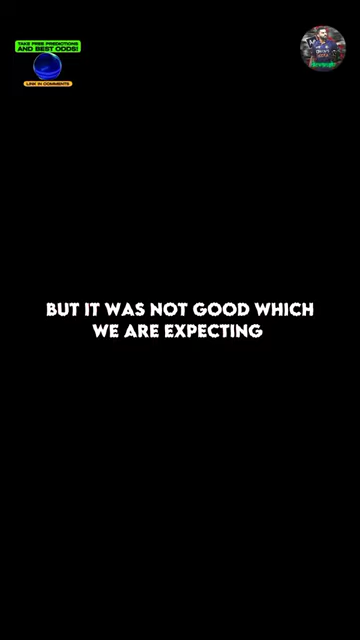 TAKE FREE PREDICTIONS
AND BEST ODDS!
LINK IN COMMENTS
BUT IT WAS NOT GOOD WHICH
WE ARE EXPECTING